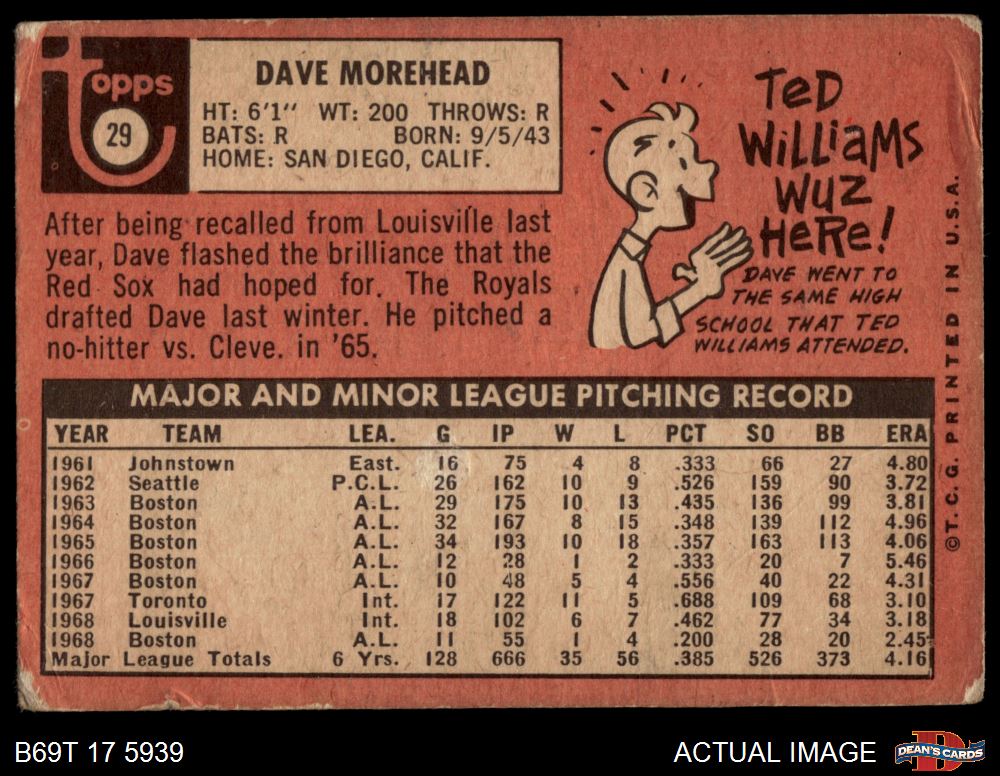 topps
29
DAVE MOREHEAD
HT: 6'1" WT: 200 THROWS: R
BATS: R BORN: 9/5/43
HOME: SAN DIEGO, CALIF.
After being recalled from Louisville last
year, Dave flashed the brilliance that the
Red Sox had hoped for. The Royals
drafted Dave last winter. He pitched a
no-hitter vs. Cleve. in '65.
TeD
WiLLiaMS
WUZ
HeRe!
DAVE WENT TO
THE SAME HIGH
SCHOOL THAT TED
WILLIAMS ATTENDED.
MAJOR AND MINOR LEAGUE PITCHING RECORD
YEAR TEAM LEA. G IP W L PCT SO BB ERA
1961 Johnstown East. 16 75 4 8 .333 66 27 4.80
1962 Seattle P.C.L. 26 162 10 9 .526 159 90 3.72
1963 Boston A.L. 29 175 10 13 .435 136 99 3.81
1964 Boston A.L. 32 167 8 15 .348 139 112 4.96
1965 Boston A.L. 34 193 10 18 .357 163 113 4.06
1966 Boston A.L. 12 28 1 2 .333 20 7 5.46
1967 Boston A.L. 10 48 5 4 .556 40 22 4.31
1967 Toronto Int. 17 122 11 5 .688 109 68 3.10
1968 Louisville Int. 18 102 6 7 .462 77 34 3.18
1968 Boston A.L. 11 55 1 4 .200 28 20 2.45
Major League Totals 6 Yrs. 128 666 35 56 .385 526 373 4.16
©T.C.G. PRINTED IN U.S.A.
B69T 17 5939
ACTUAL IMAGE
D
DEAN'S CARDS